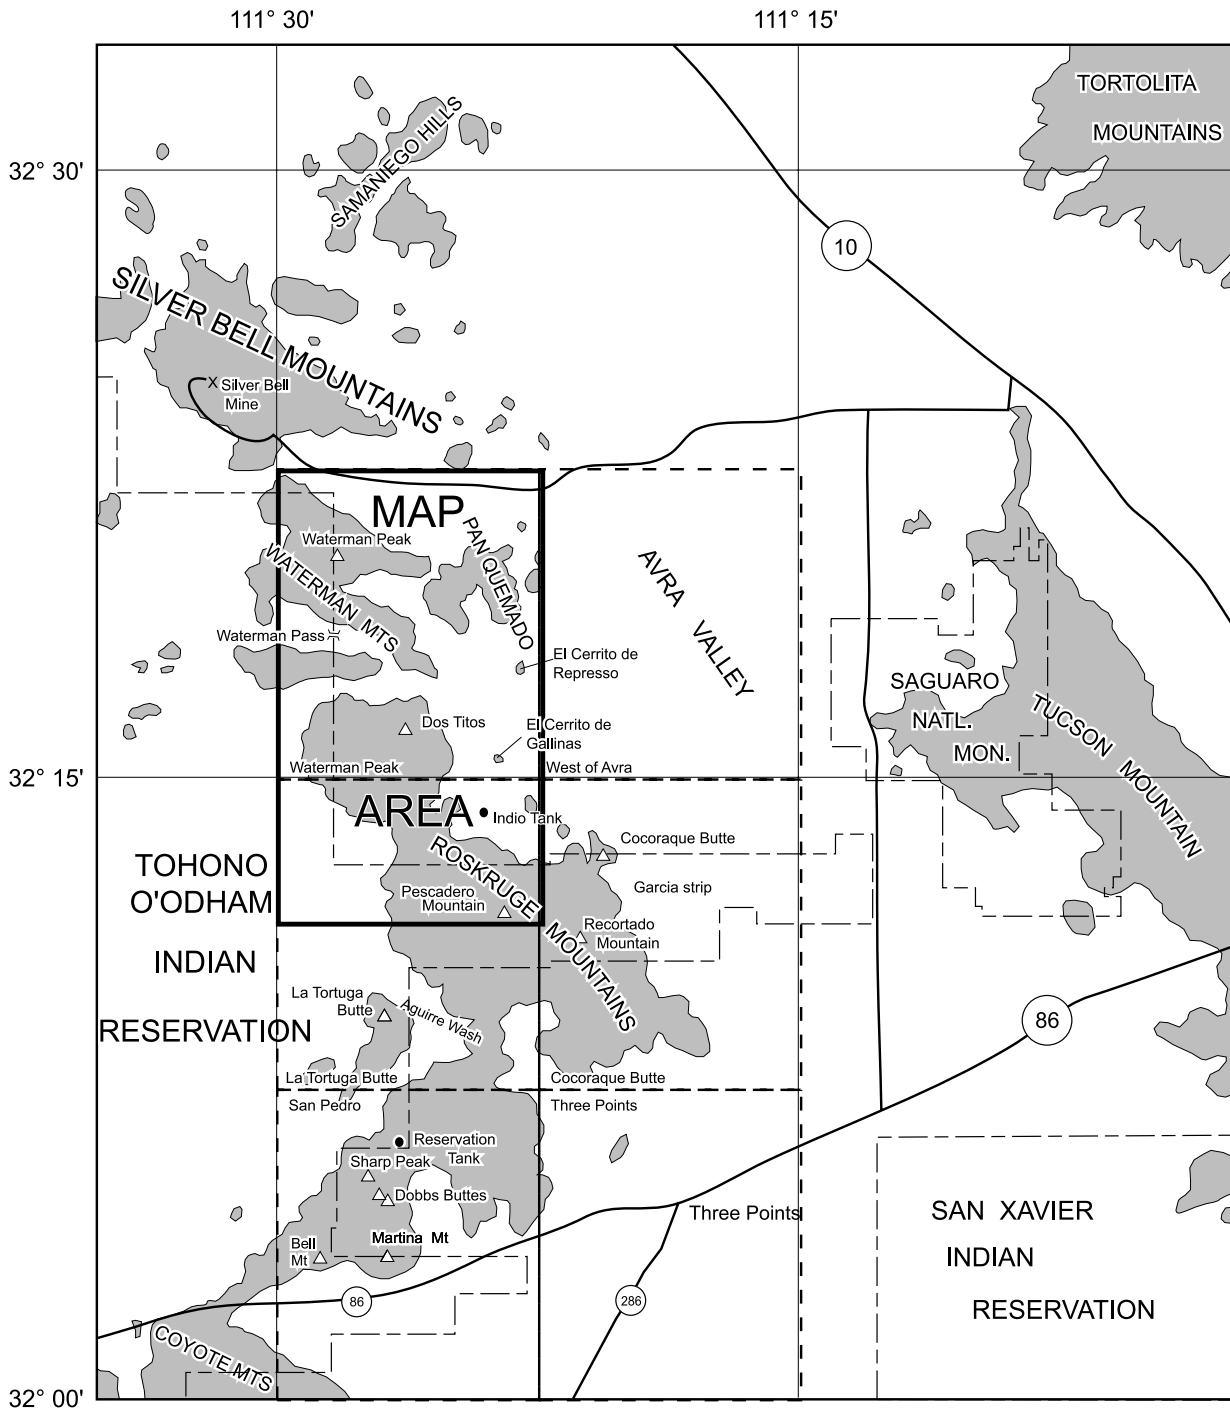 111° 30'
111° 15'
TORTOLITA
MOUNTAINS
SAMANIEGO HILLS
32° 30'
10
SILVER BELL MOUNTAINS
X Silver Bell
Mine
MAP
PAN QUEMADO
Waterman Peak
WATERMAN MTS
AVRA VALLEY
Waterman Pass
El Cerrito de
Represso
SAGUARO
NATL.
MON.
TUCSON MOUNTAIN
Dos Titos
El Cerrito de
Gallinas
32° 15'
Waterman Peak
West of Avra
AREA
Indio Tank
Cocoraque Butte
ROSKRUGE MOUNTAINS
TOHONO
O'ODHAM
INDIAN
RESERVATION
Garcia strip
Pescadero
Mountain
Recortado
Mountain
La Tortuga
Butte
Aguirre Wash
86
La Tortuga Butte
Cocoraque Butte
San Pedro
Three Points
Reservation
Tank
Sharp Peak
Dobbs Buttes
Three Points
SAN XAVIER
INDIAN
RESERVATION
Bell
Mt
Martina Mt
86
286
COYOTE MTS
32° 00'